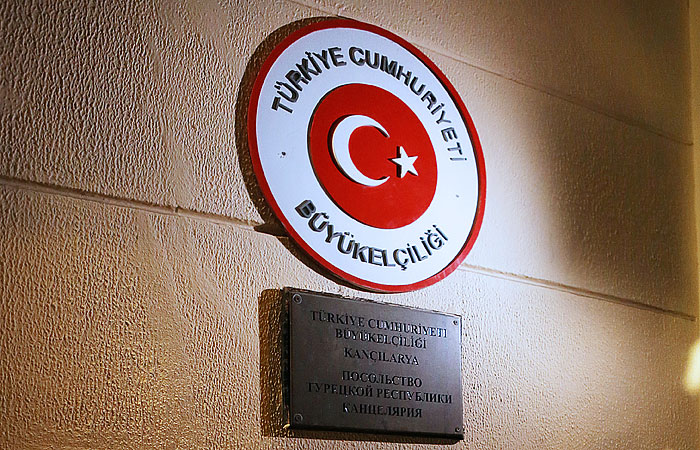 TÜRKİYE CUMHURİYETİ
BÜYÜKELÇİLİĞİ
TÜRKİYE CUMHURİYETİ
BÜYÜKELÇİLİĞİ
KANÇILARYA
ПОСОЛЬСТВО
ТУРЕЦКОЙ РЕСПУБЛИКИ
КАНЦЕЛЯРИЯ